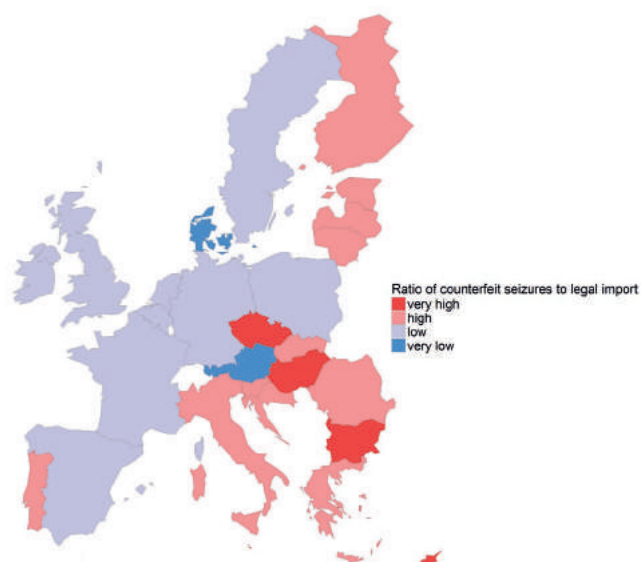 Ratio of counterfeit seizures to legal import
very high
high
low
very low